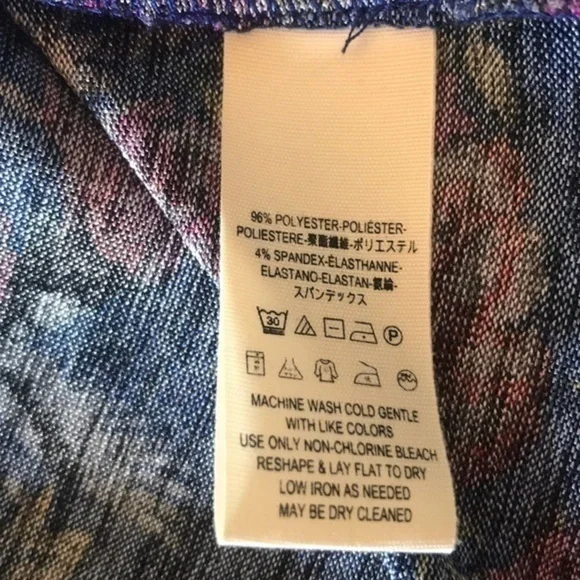 96% POLYESTER-POLIÉSTER-
POLIESTERE-聚酯纖維-ポリエステル
4% SPANDEX-ÉLASTHANNE-
ELASTANO-ELASTAN-氨綸-
スパンデックス
30
P
MACHINE WASH COLD GENTLE
WITH LIKE COLORS
USE ONLY NON-CHLORINE BLEACH
RESHAPE & LAY FLAT TO DRY
LOW IRON AS NEEDED
MAY BE DRY CLEANED